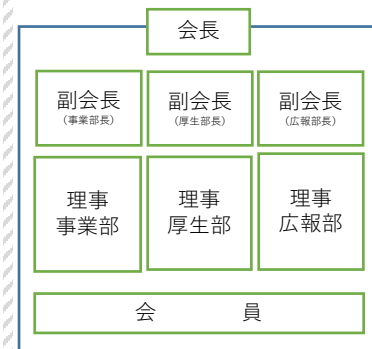 会長
副会長
（事業部長）
副会長
（厚生部長）
副会長
（広報部長）
理事
事業部
理事
厚生部
理事
広報部
会　　　員